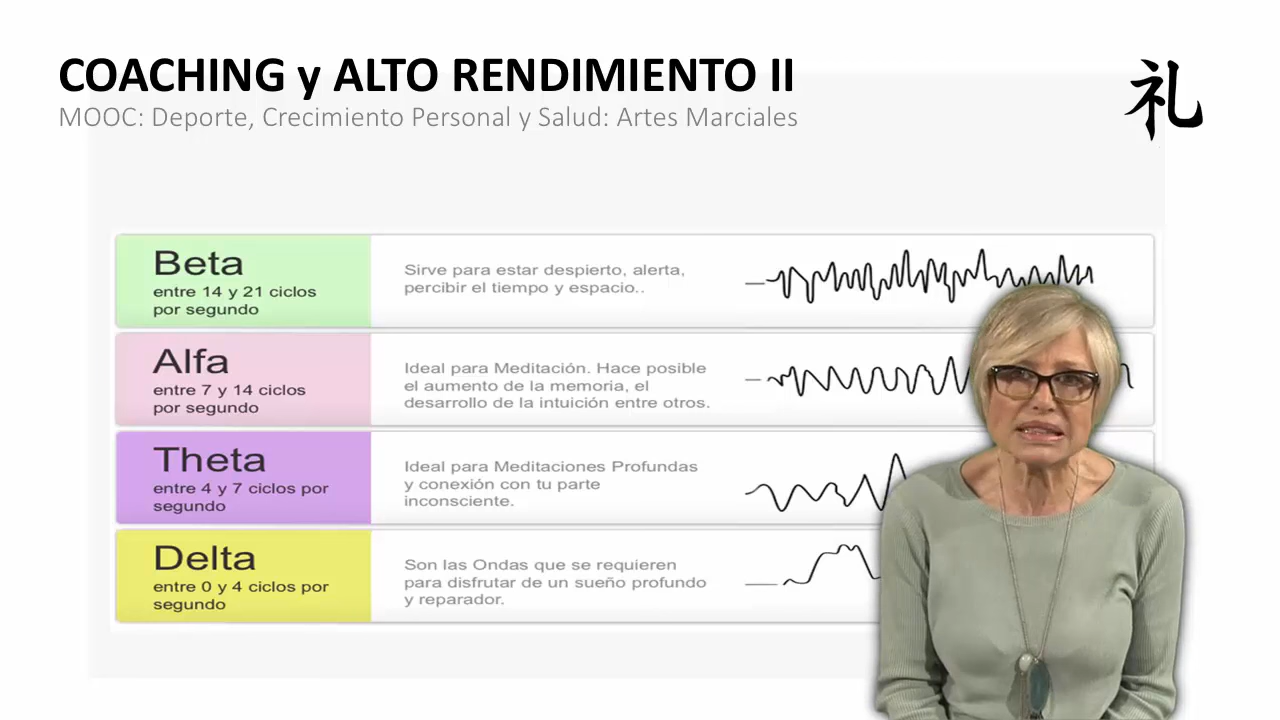 COACHING y ALTO RENDIMIENTO II
MOOC: Deporte, Crecimiento Personal y Salud: Artes Marciales
礼
Beta
entre 14 y 21 ciclos
por segundo
Sirve para estar despierto, alerta,
percibir el tiempo y espacio..
Alfa
entre 7 y 14 ciclos
por segundo
Ideal para Meditación. Hace posible
el aumento de la memoria, el
desarrollo de la intuición entre otros.
Theta
entre 4 y 7 ciclos por
segundo
Ideal para Meditaciones Profundas
y conexión con tu parte
inconsciente.
Delta
entre 0 y 4 ciclos por
segundo
Son las Ondas que se requieren
para disfrutar de un sueño profundo
y reparador.